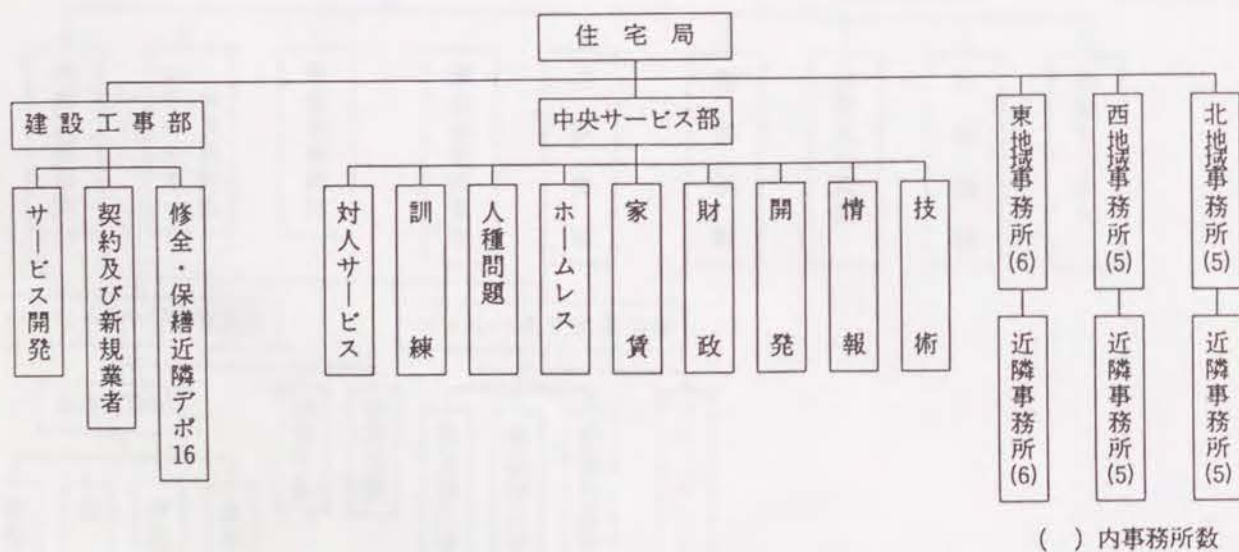 住宅局
建設工事部
中央サービス部
東地域事務所(6)
西地域事務所(5)
北地域事務所(5)
サービス開発
契約及び新規業者
修全・保繕近隣デポ16
対人サービス
訓練
人種問題
ホームレス
家賃
財政
開発
情報
技術
近隣事務所(6)
近隣事務所(5)
近隣事務所(5)
( )内事務所数